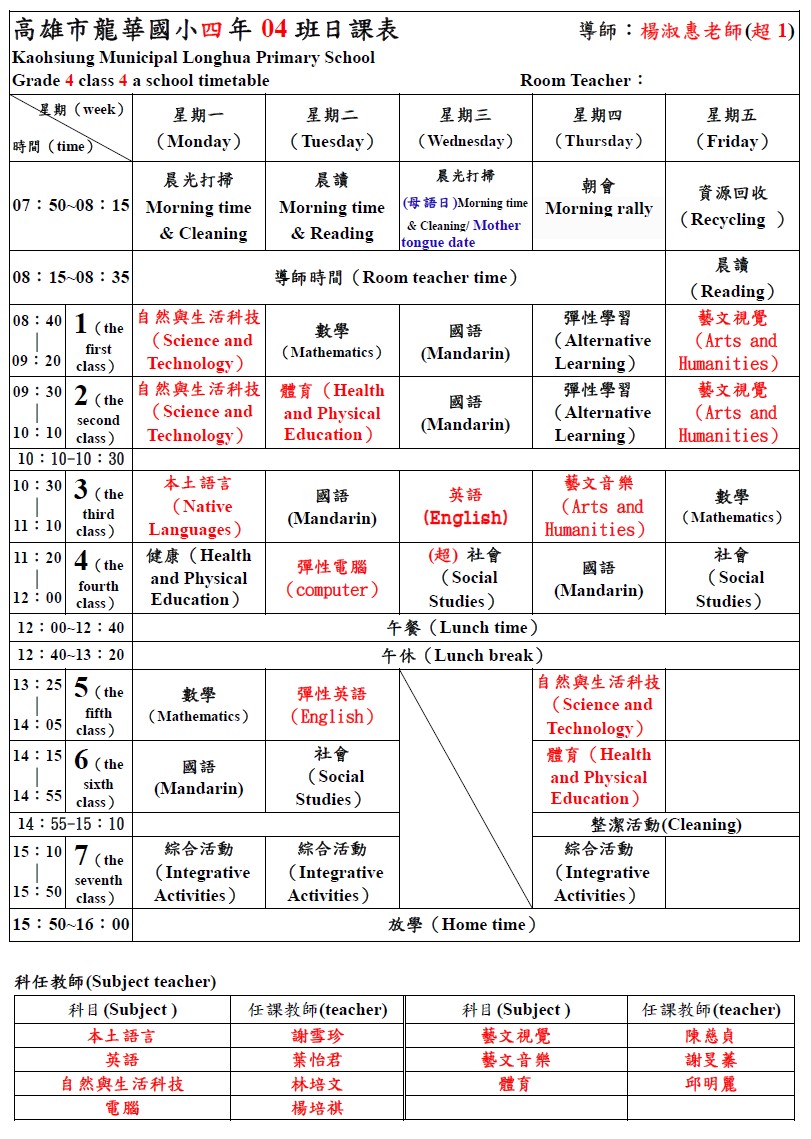 高雄市龍華國小四年 04 班日課表 導師：楊淑惠老師(超 1)
Kaohsiung Municipal Longhua Primary School
Grade 4 class 4 a school timetable Room Teacher：
星期（week）
時間（time）
星期一
（Monday）
星期二
（Tuesday）
星期三
（Wednesday）
星期四
（Thursday）
星期五
（Friday）
07：50~08：15
晨光打掃
Morning time
& Cleaning
晨讀
Morning time
& Reading
晨光打掃
(母語日)Morning time
& Cleaning/ Mother
tongue date
朝會
Morning rally
資源回收
（Recycling ）
08：15~08：35
導師時間（Room teacher time）
晨讀
（Reading）
08：40
|
09：20
1（the
first
class）
自然與生活科技
（Science and
Technology）
數學
（Mathematics）
國語
(Mandarin)
彈性學習
（Alternative
Learning）
藝文視覺
（Arts and
Humanities）
09：30
|
10：10
2（the
second
class）
自然與生活科技
（Science and
Technology）
體育（Health
and Physical
Education）
國語
(Mandarin)
彈性學習
（Alternative
Learning）
藝文視覺
（Arts and
Humanities）
10：10-10：30
10：30
|
11：10
3（the
third
class）
本土語言
（Native
Languages）
國語
(Mandarin)
英語
(English)
藝文音樂
（Arts and
Humanities）
數學
（Mathematics）
11：20
|
12：00
4（the
fourth
class）
健康（Health
and Physical
Education）
彈性電腦
（computer）
(超) 社會
（Social
Studies）
國語
(Mandarin)
社會
（Social
Studies）
12：00~12：40
午餐（Lunch time）
12：40~13：20
午休（Lunch break）
13：25
|
14：05
5（the
fifth
class）
數學
（Mathematics）
彈性英語
（English）
自然與生活科技
（Science and
Technology）
14：15
|
14：55
6（the
sixth
class）
國語
(Mandarin)
社會
（Social
Studies）
體育（Health
and Physical
Education）
14：55-15：10
整潔活動(Cleaning)
15：10
|
15：50
7（the
seventh
class）
綜合活動
（Integrative
Activities）
綜合活動
（Integrative
Activities）
綜合活動
（Integrative
Activities）
15：50~16：00
放學（Home time）
科任教師(Subject teacher)
科目(Subject ) 任課教師(teacher) 科目(Subject ) 任課教師(teacher)
本土語言 謝雪珍 藝文視覺 陳慈貞
英語 葉怡君 藝文音樂 謝旻蓁
自然與生活科技 林培文 體育 邱明麗
電腦 楊培祺